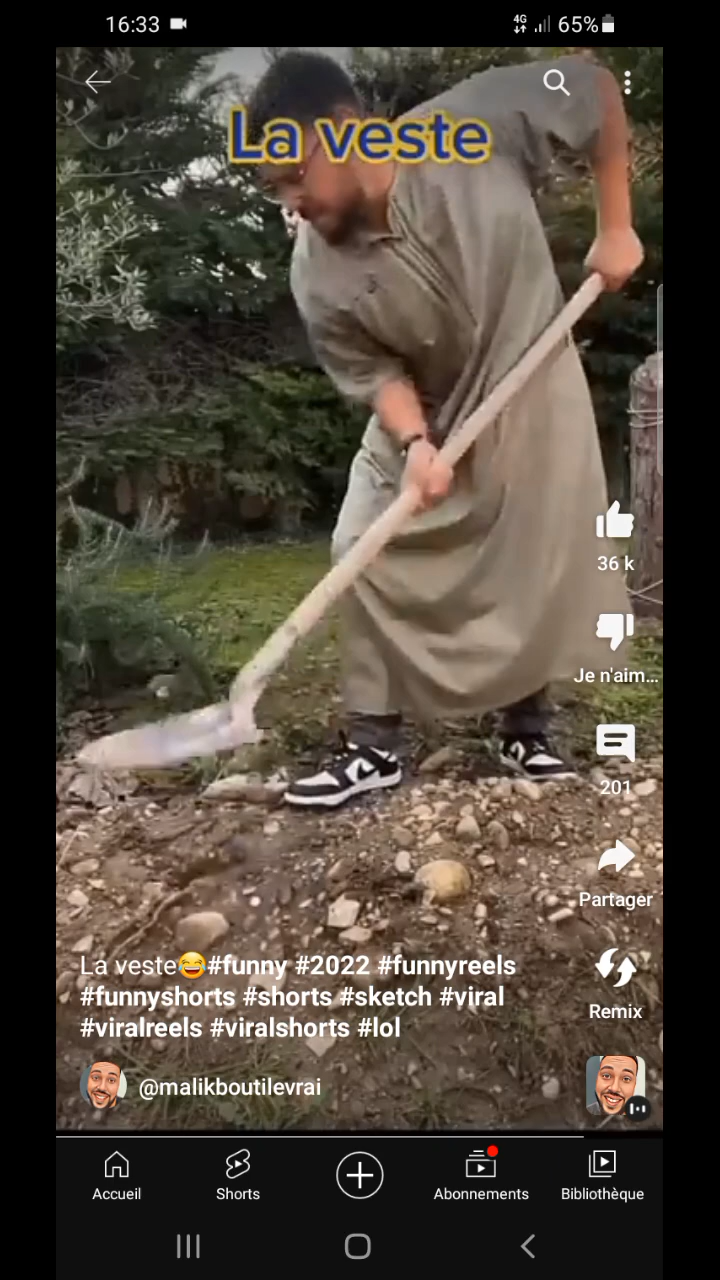 16:33
4G
65%
La veste
36 k
Je n'aim...
201
Partager
La veste😂#funny #2022 #funnyreels
#funnyshorts #shorts #sketch #viral
#viralreels #viralshorts #lol
Remix
@malikboutilevrai
Accueil
Shorts
Abonnements
Bibliothèque